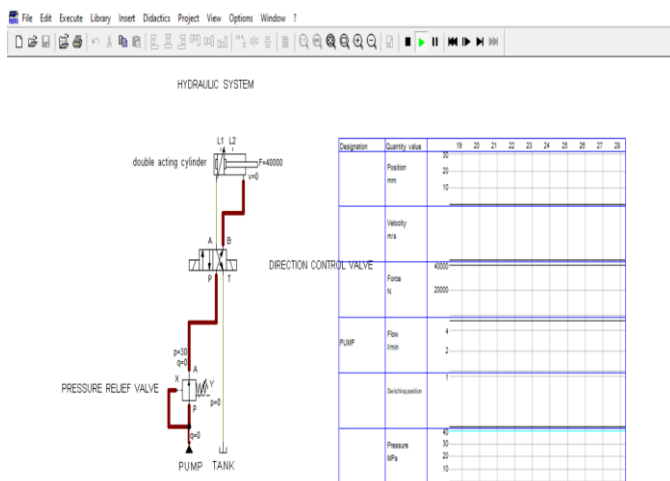 File Edit Execute Library Insert Didactics Project View Options Window ?
HYDRAULIC SYSTEM
L1 L2
double acting cylinder
F=40000
v=0
A B
DIRECTION CONTROL VALVE
P T
p=30
q=0
A
X
Y
PRESSURE RELIEF VALVE
p=0
P
q=0
PUMP TANK
Designation Quantity value 19 20 21 22 23 24 25 26 27 28
Position
mm
30
20
10
Velocity
m/s
Force
N
40000
20000
PUMP
Flow
l/min
4
2
Switching position
1
Pressure
MPa
40
30
20
10